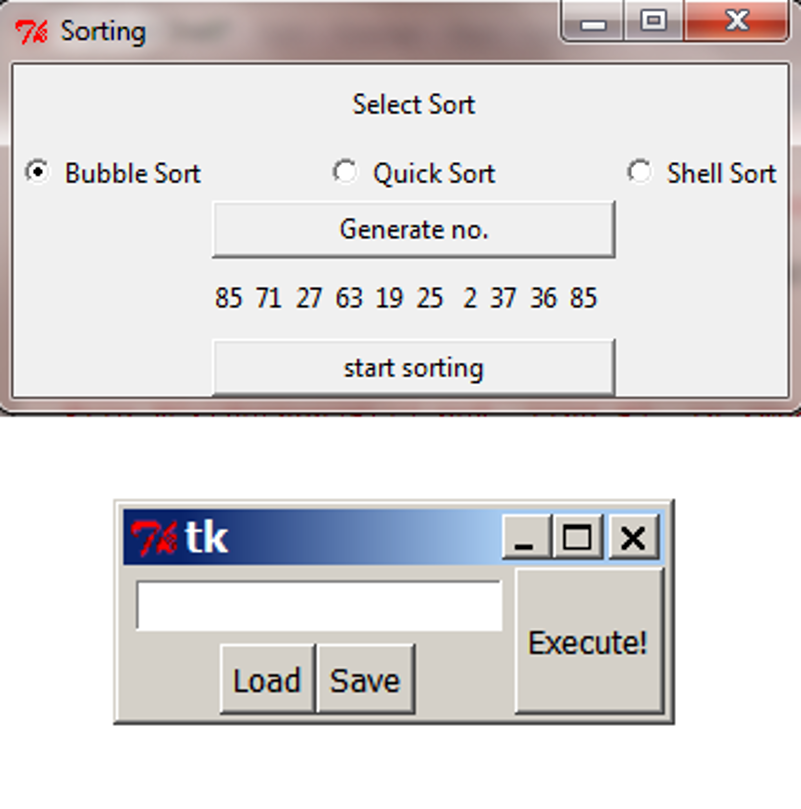 Sorting
Select Sort
Bubble Sort Quick Sort Shell Sort
Generate no.
85 71 27 63 19 25 2 37 36 85
start sorting
tk
Execute!
Load Save